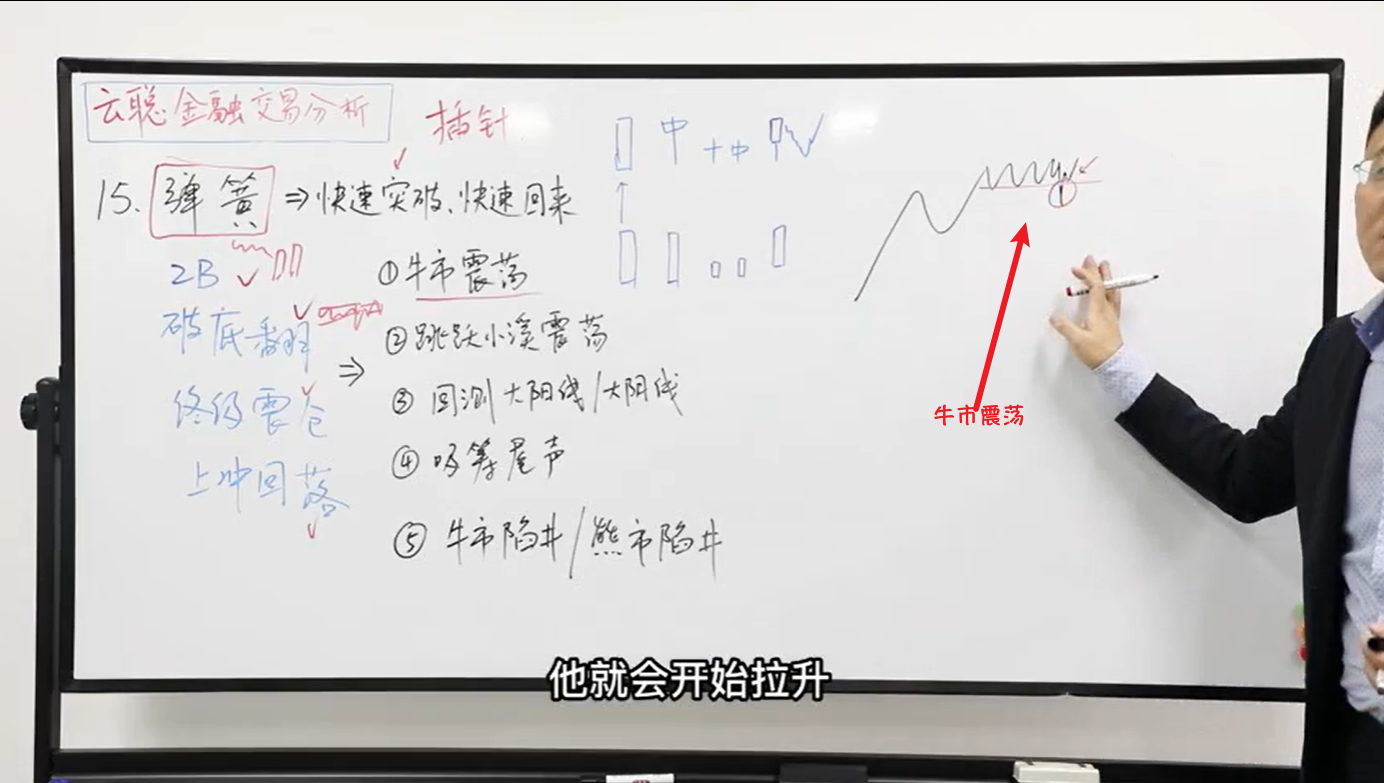 云聪金融交易分析
插针
15. 弹簧 ⇒ 快速突破、快速回来
2B
①牛市震荡
破底翻
②跳跃小溪震荡
终极震仓
③回测大阳线/大阴线
上冲回落
④吸筹尾声
⑤牛市陷井/熊市陷井
中
十中
1
牛市震荡
他就会开始拉升